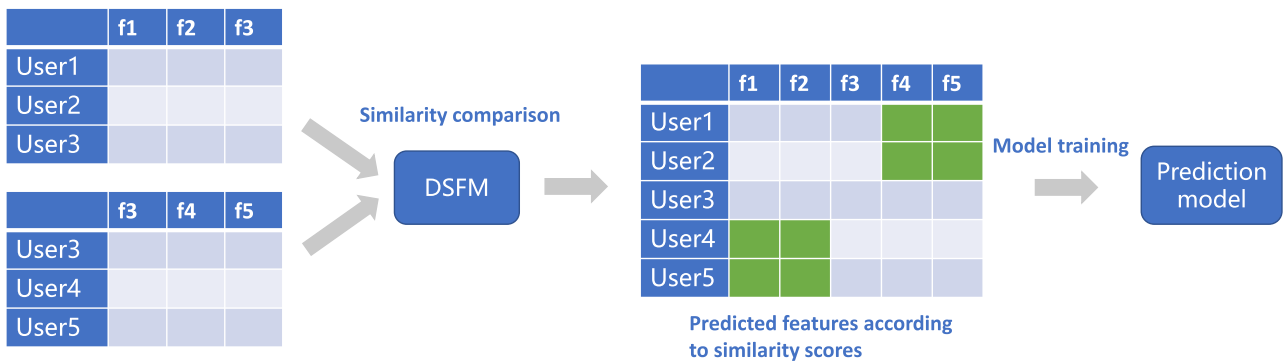 f1 f2 f3
User1
User2
User3
f3 f4 f5
User3
User4
User5
Similarity comparison
DSFM
f1 f2 f3 f4 f5
User1
User2
User3
User4
User5
Predicted features according
to similarity scores
Model training
Prediction
model